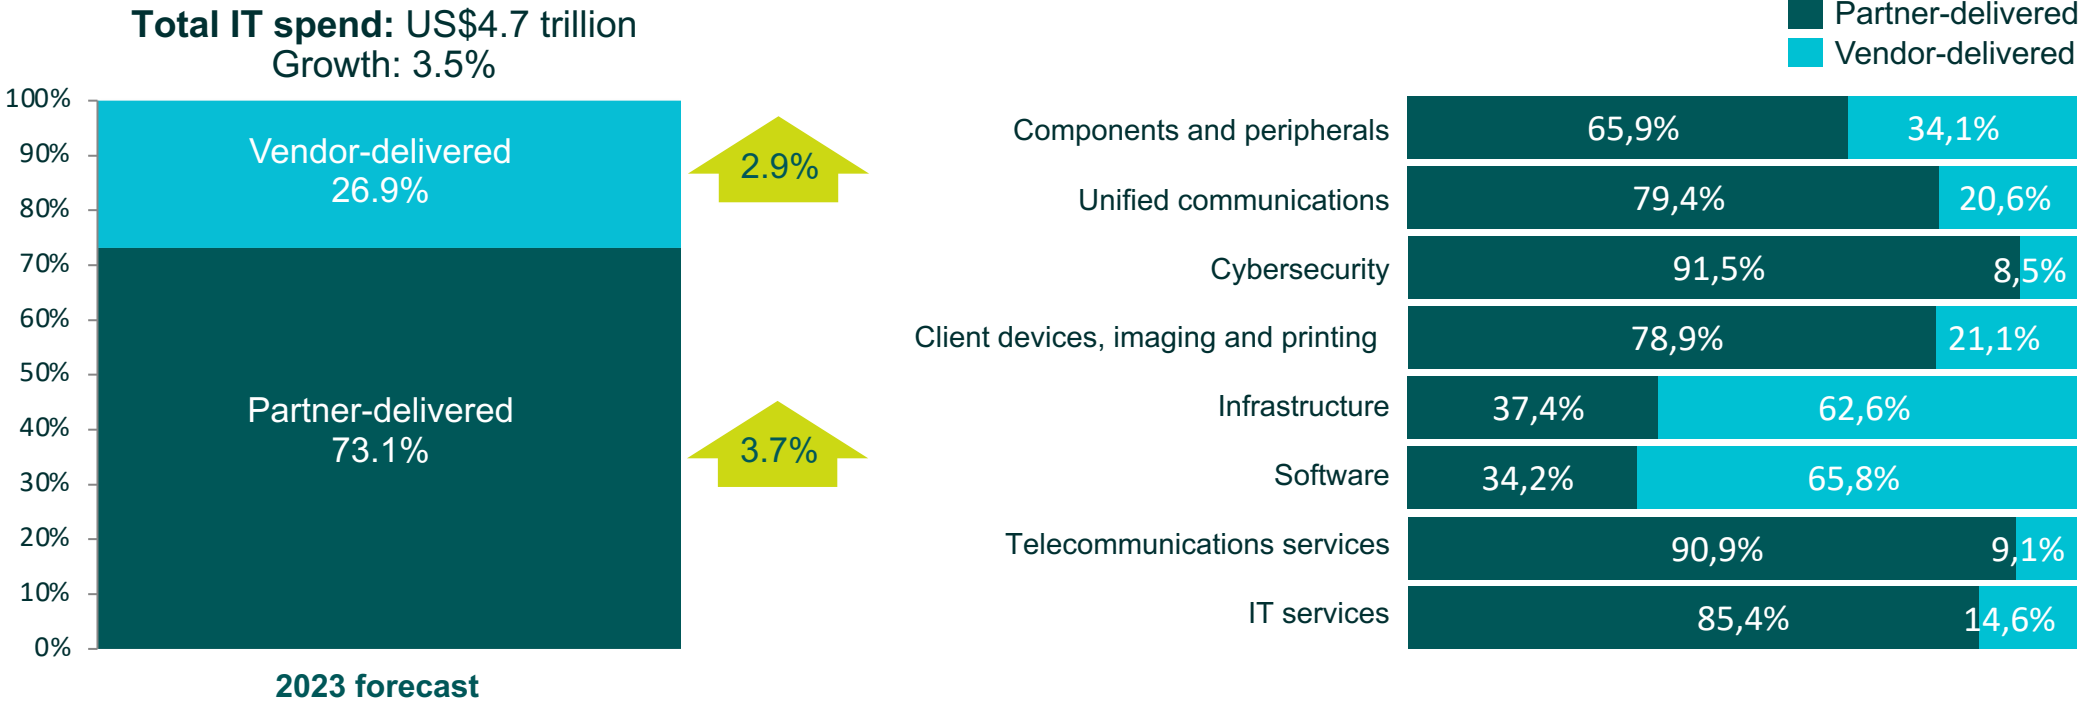 Total IT spend: US$4.7 trillion
Growth: 3.5%
100%
90%
80%
70%
60%
50%
40%
30%
20%
10%
0%
Vendor-delivered
26.9%
Partner-delivered
73.1%
2023 forecast
2.9%
3.7%
Partner-delivered
Vendor-delivered
Components and peripherals 65,9% 34,1%
Unified communications 79,4% 20,6%
Cybersecurity 91,5% 8,5%
Client devices, imaging and printing 78,9% 21,1%
Infrastructure 37,4% 62,6%
Software 34,2% 65,8%
Telecommunications services 90,9% 9,1%
IT services 85,4% 14,6%